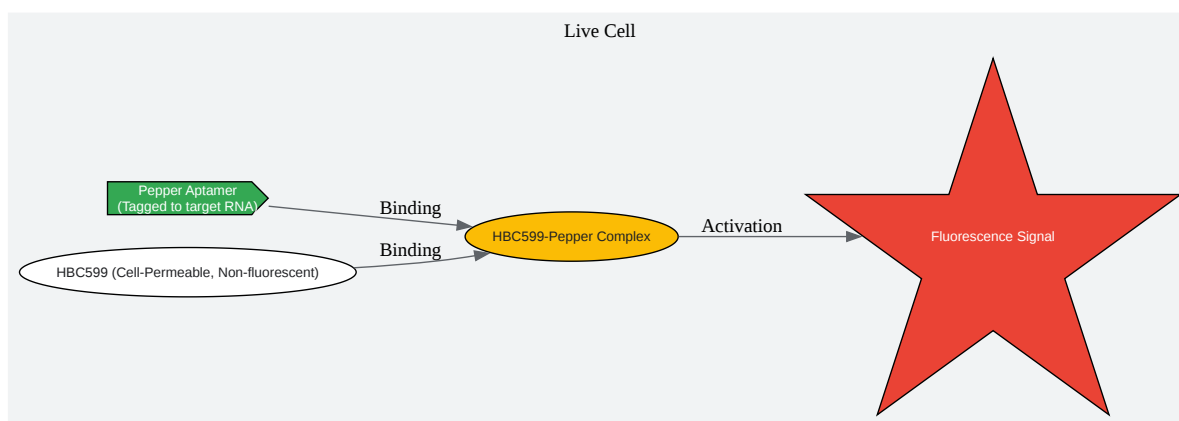 Live Cell
Pepper Aptamer
(Tagged to target RNA)
Binding
HBC599 (Cell-Permeable, Non-fluorescent)
Binding
HBC599-Pepper Complex
Activation
Fluorescence Signal